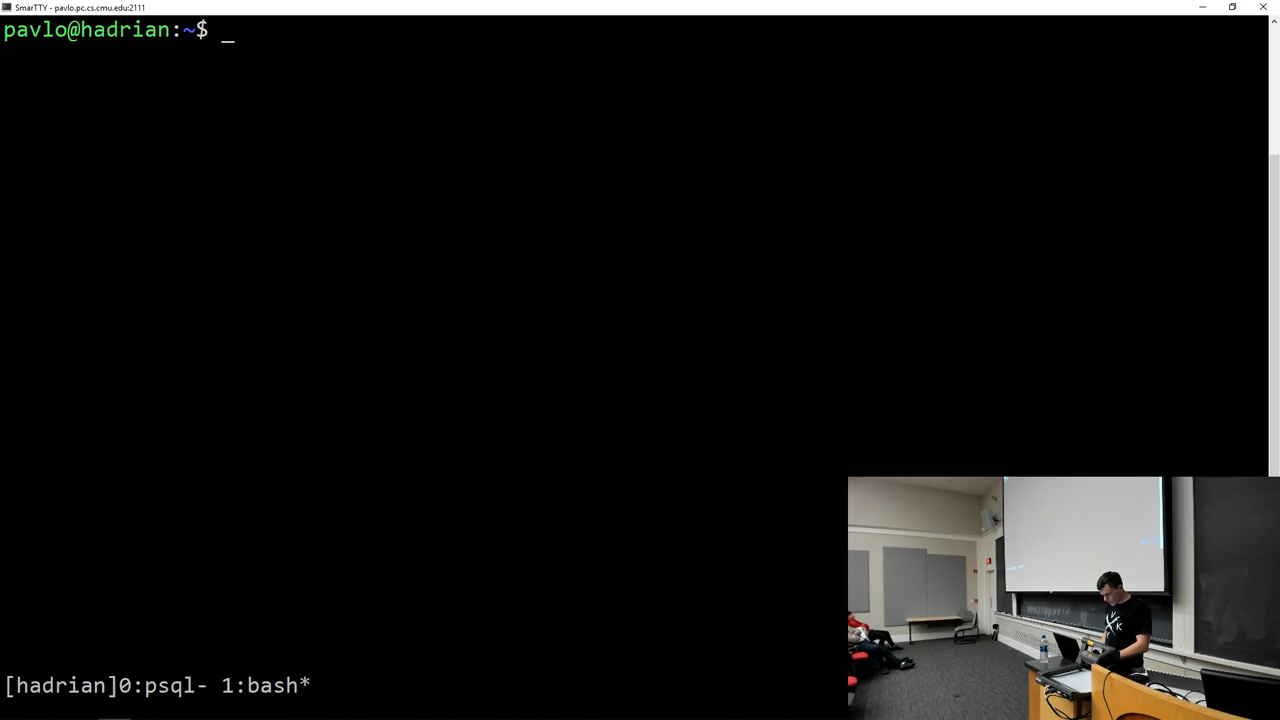 SmarTTY - pavlo.pc.cs.cmu.edu:2111
pavlo@hadrian:~$ _
[hadrian]0:psql- 1:bash*